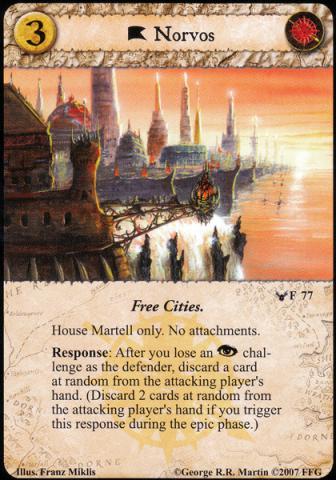 3
Norvos
F 77
Free Cities.
House Martell only. No attachments.
Response: After you lose an chal-
lenge as the defender, discard a card
at random from the attacking player's
hand. (Discard 2 cards at random from
the attacking player's hand if you trigger
this response during the epic phase.)
Illus. Franz Miklis ©George R.R. Martin ©2007 FFG